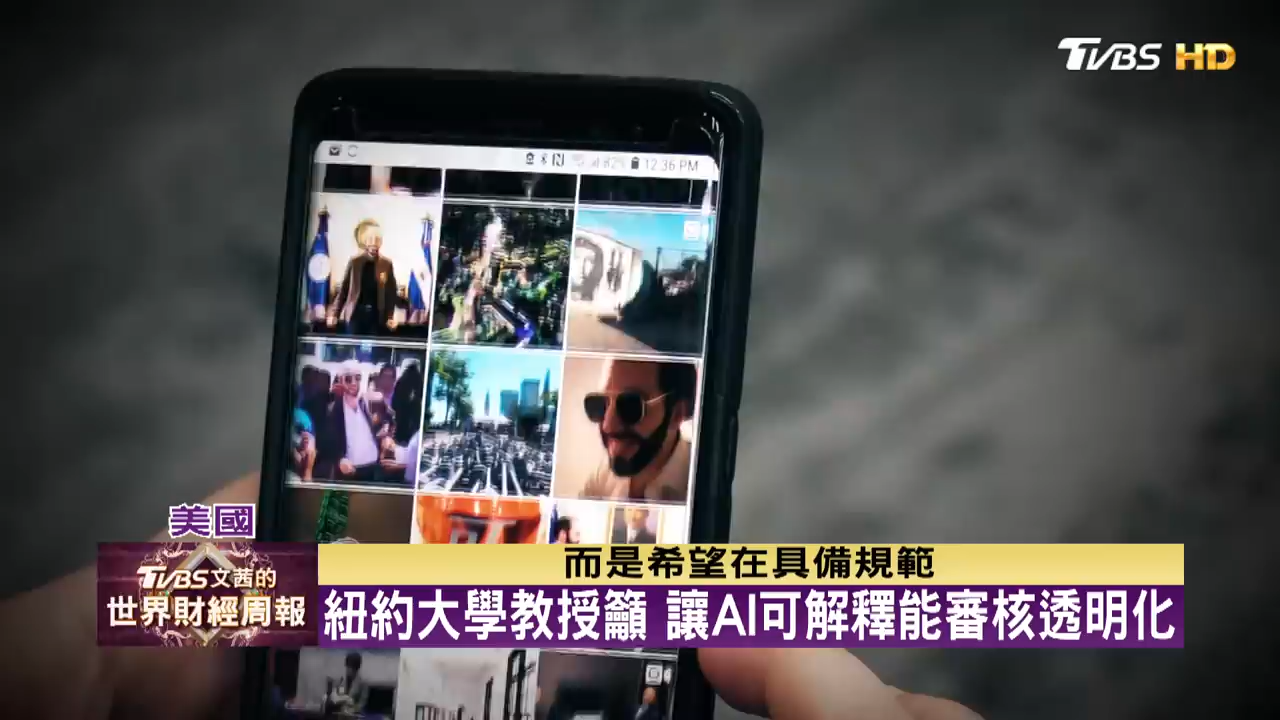 TVBS HD
12:36 PM
美國
TVBS文茜的
世界財經周報
而是希望在具備規範
紐約大學教授籲 讓AI可解釋能審核透明化